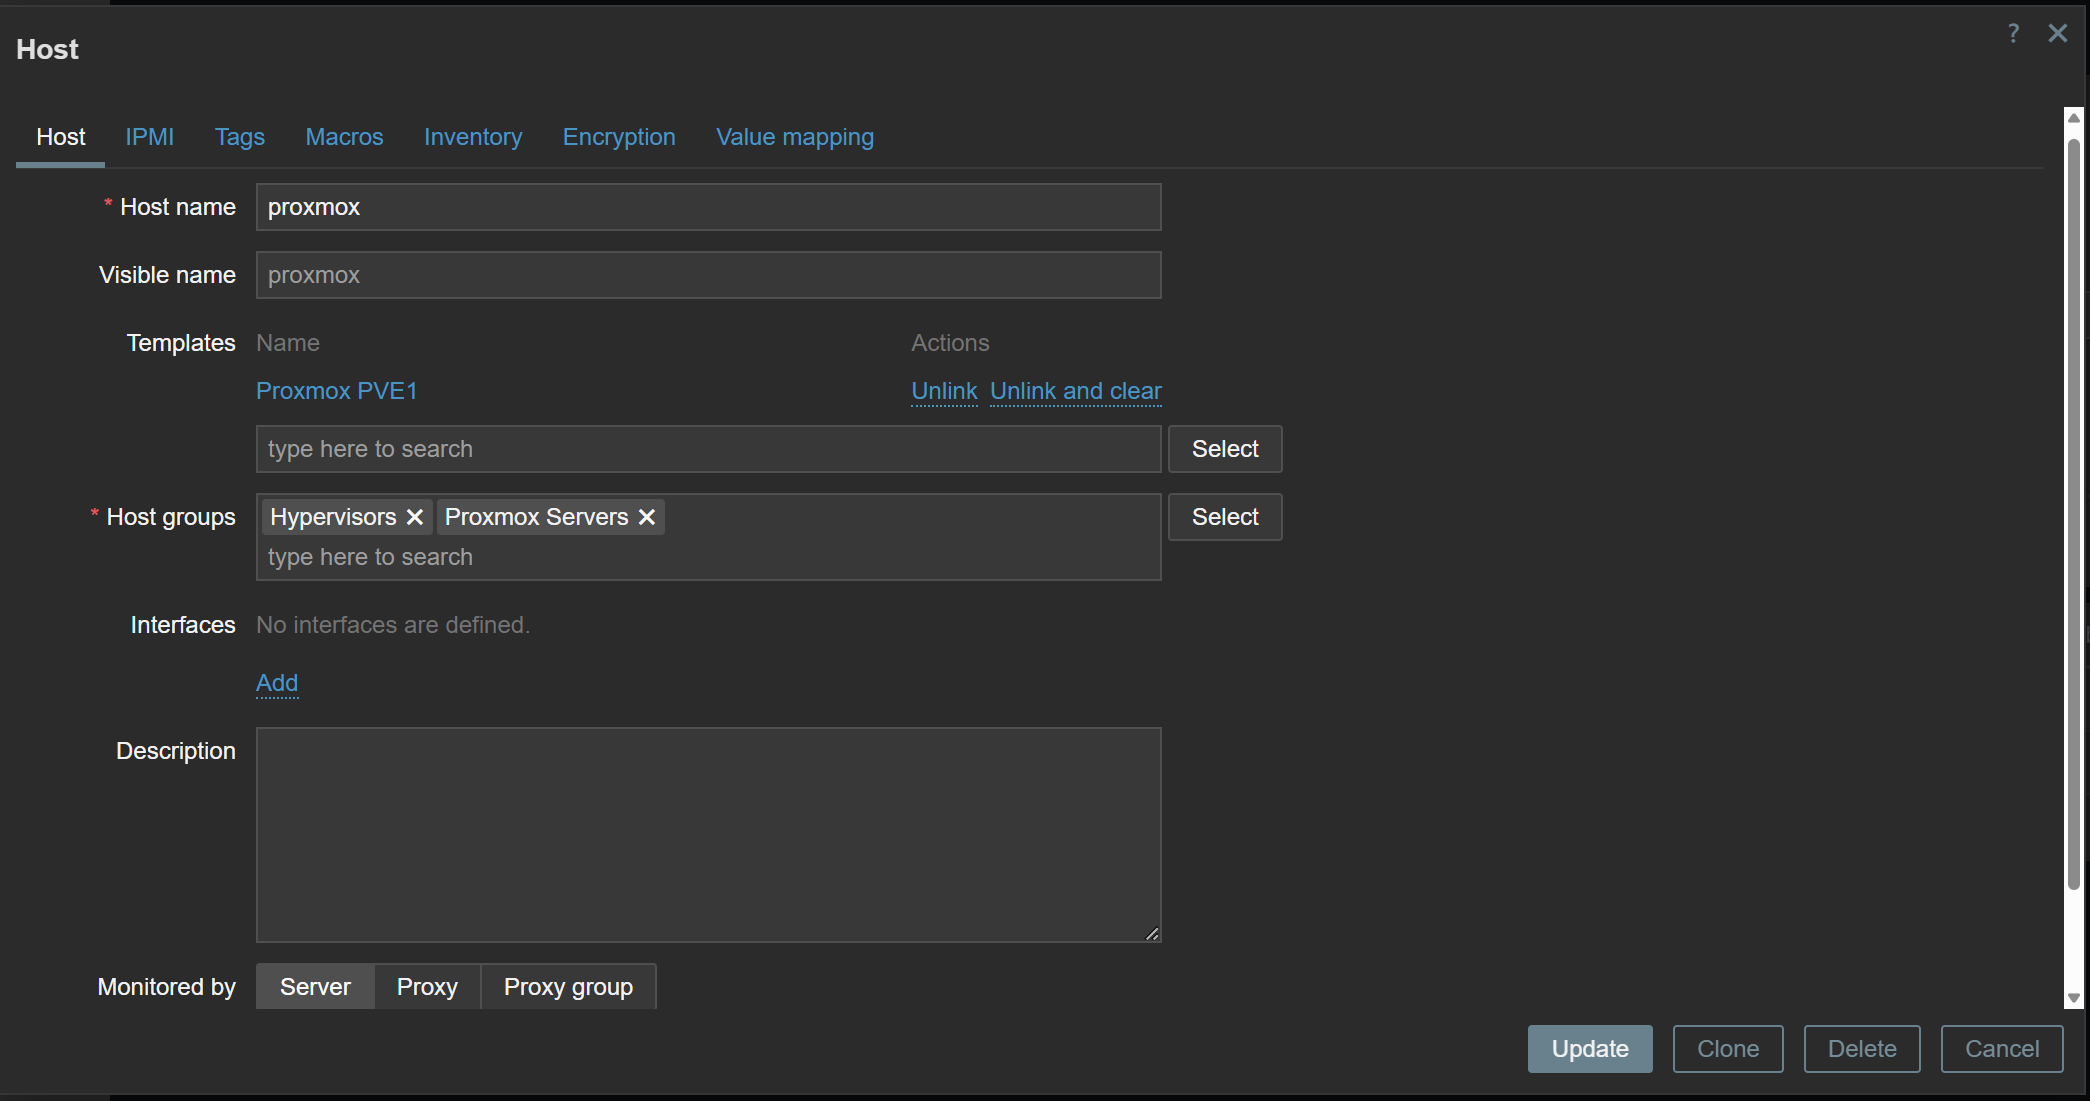 Host
?
Host IPMI Tags Macros Inventory Encryption Value mapping
* Host name proxmox
Visible name proxmox
Templates Name Actions
Proxmox PVE1 Unlink Unlink and clear
type here to search Select
* Host groups Hypervisors Proxmox Servers Select
type here to search
Interfaces No interfaces are defined.
Add
Description
Monitored by Server Proxy Proxy group
Update Clone Delete Cancel